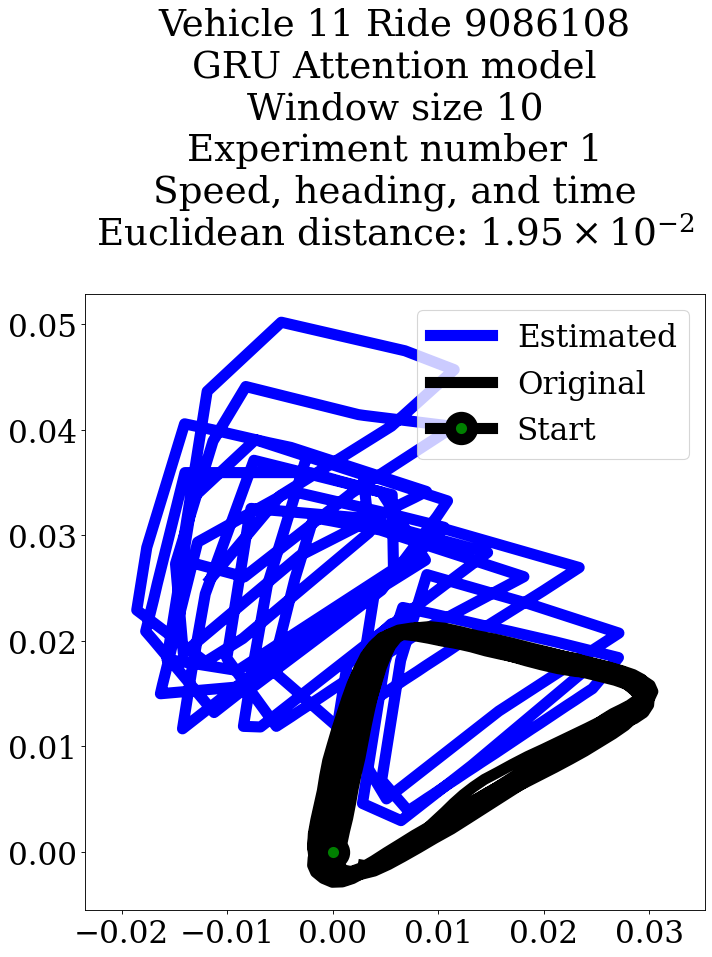 Vehicle 11 Ride 9086108
GRU Attention model
Window size 10
Experiment number 1
Speed, heading, and time
Euclidean distance: $1.95 \times 10^{-2}$
Estimated
Original
Start
0.05
0.04
0.03
0.02
0.01
0.00
−0.02 −0.01 0.00 0.01 0.02 0.03